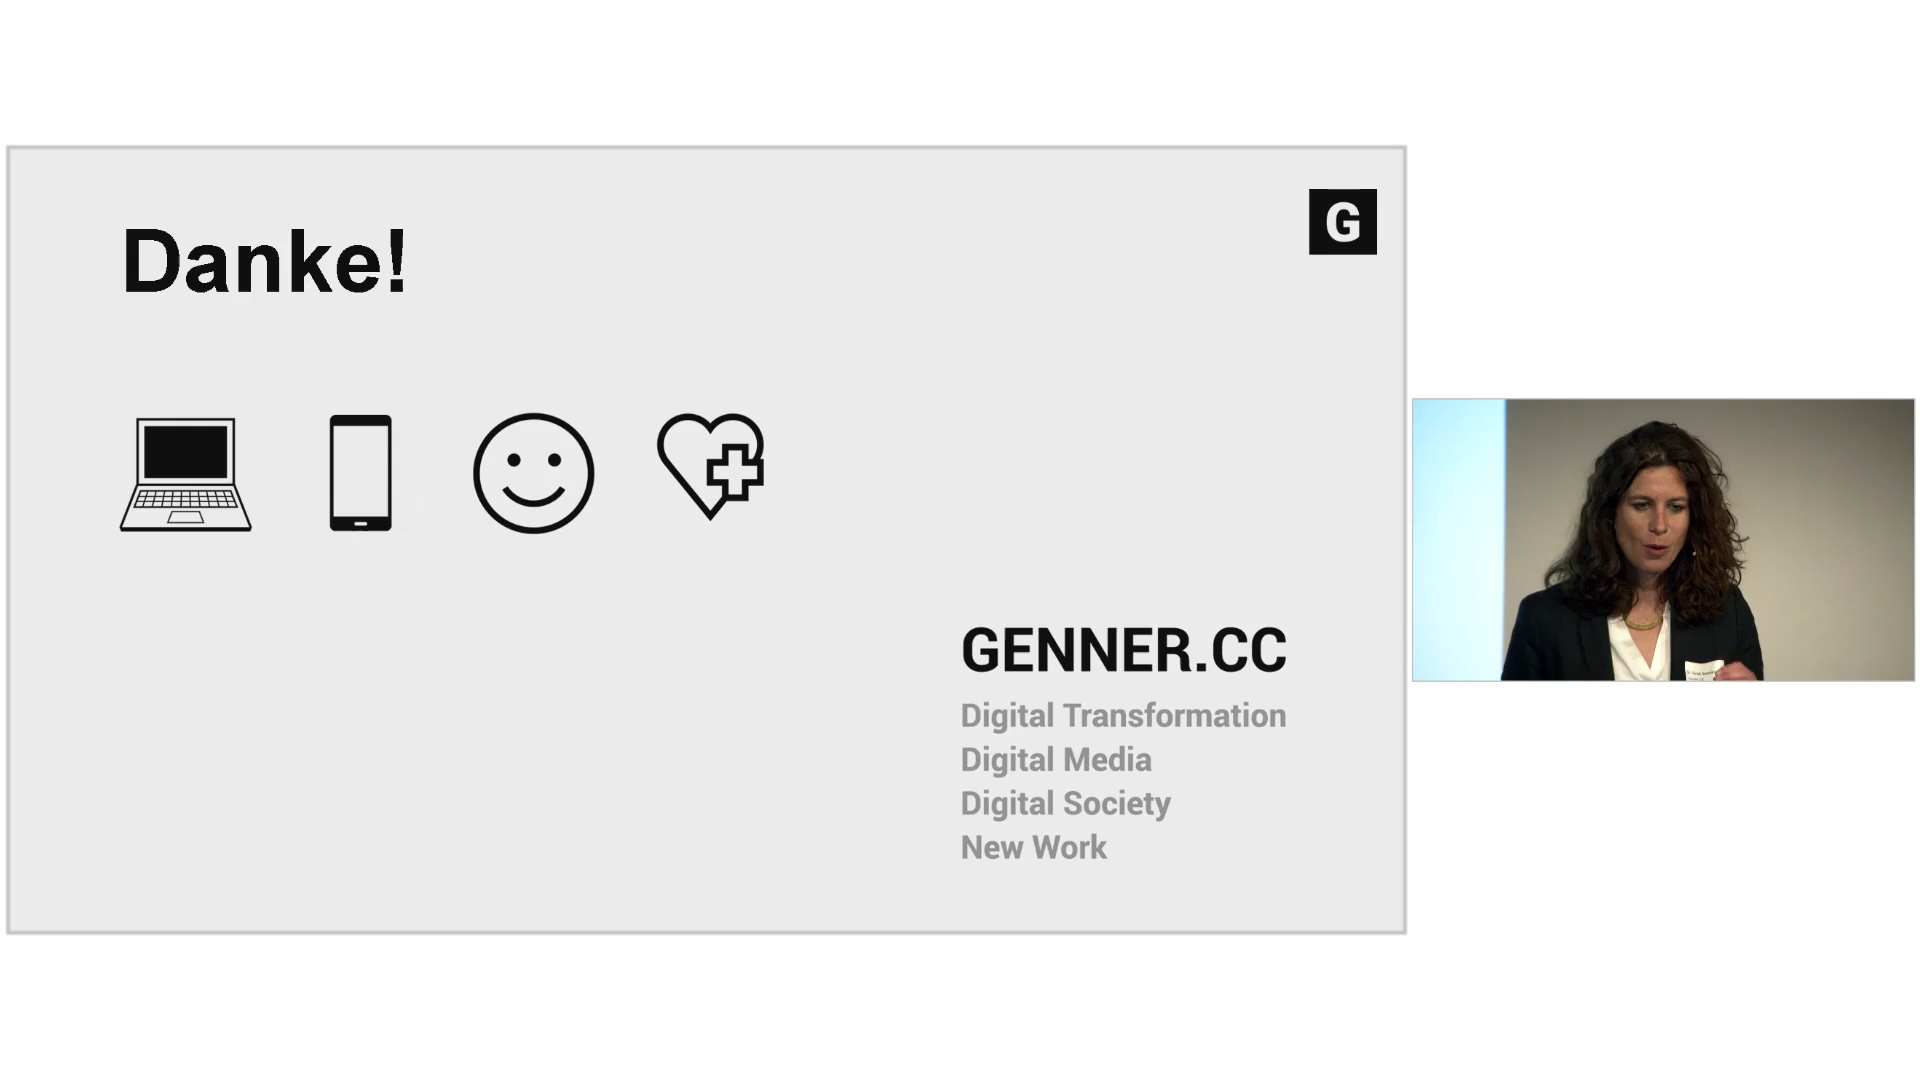 Danke!
G
GENNER.CC
Digital Transformation
Digital Media
Digital Society
New Work